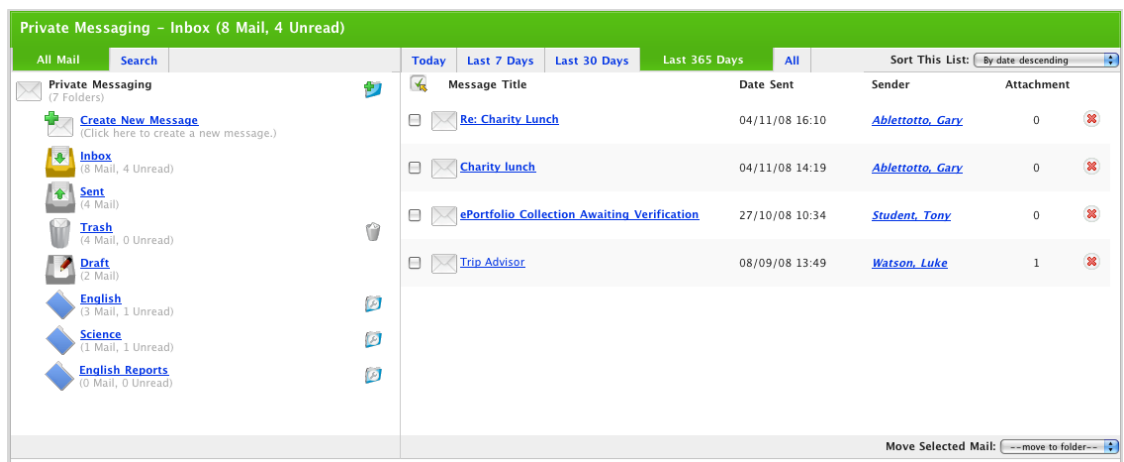 Private Messaging - Inbox (8 Mail, 4 Unread)
All Mail
Search
Private Messaging
(7 Folders)
Create New Message
(Click here to create a new message.)
Inbox
(8 Mail, 4 Unread)
Sent
(4 Mail)
Trash
(4 Mail, 0 Unread)
Draft
(2 Mail)
English
(3 Mail, 1 Unread)
Science
(1 Mail, 1 Unread)
English Reports
(0 Mail, 0 Unread)
Today Last 7 Days Last 30 Days Last 365 Days All Sort This List: By date descending
Message Title Date Sent Sender Attachment
Re: Charity Lunch 04/11/08 16:10 Ablettotto, Gary 0
Charity lunch 04/11/08 14:19 Ablettotto, Gary 0
ePortfolio Collection Awaiting Verification 27/10/08 10:34 Student, Tony 0
Trip Advisor 08/09/08 13:49 Watson, Luke 1
Move Selected Mail: --move to folder--